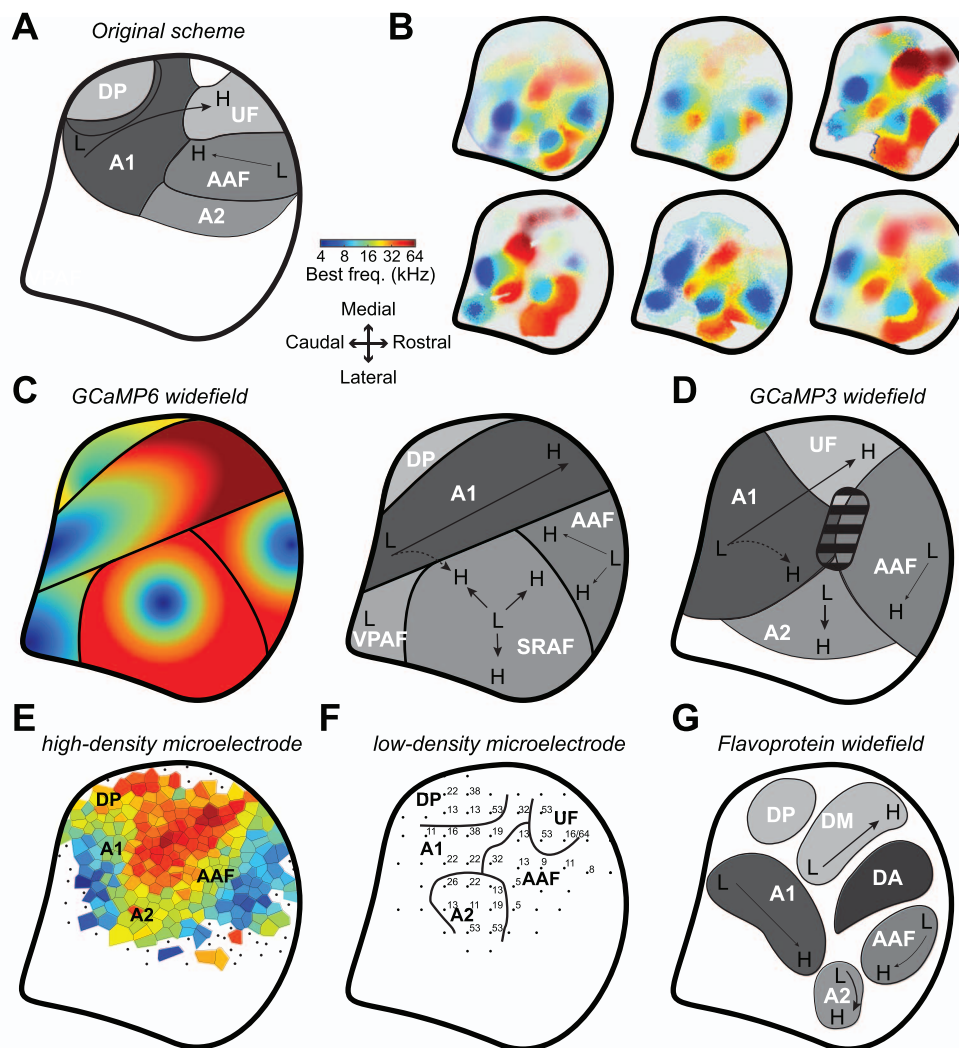 A
Original scheme
DP
H
UF
L
A1
H
L
AAF
A2
B
4 8 16 32 64
Best freq. (kHz)
Medial
Caudal
Rostral
Lateral
C
GCaMP6 widefield
DP
H
A1
AAF
H
L
L
H
H
H
L
L
VPAF
SRAF
H
D
GCaMP3 widefield
UF
H
A1
L
H
AAF
L
L
H
A2
H
E
high-density microelectrode
DP
A1
AAF
A2
F
low-density microelectrode
DP
22 38
13 13 53 32 53
UF
11 16 38 19 13 53 16/64
A1
22 22 32 13 9 11 8
AAF
26 22 5
13
13 11 19 5
A2
53 53
G
Flavoprotein widefield
DP
DM
H
L
L
A1
DA
H
L
AAF
H
L
A2
H